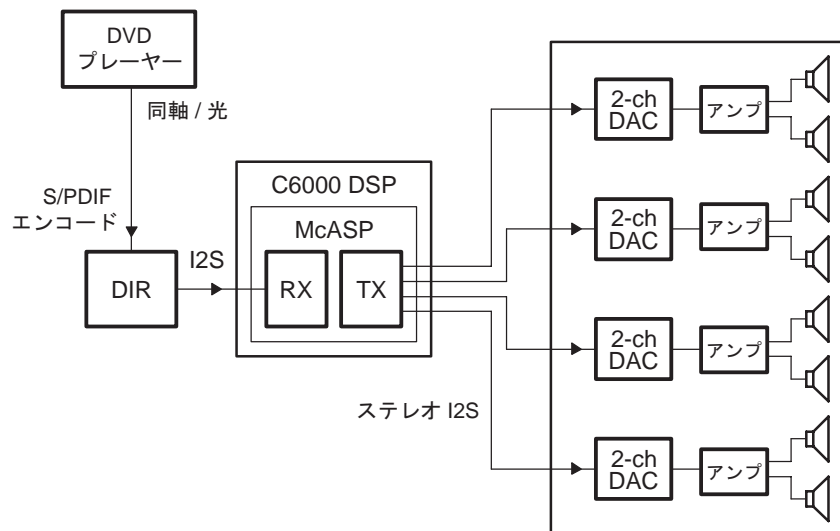 DVD
プレーヤー
同軸 / 光
S/PDIF
エンコード
DIR
I2S
C6000 DSP
McASP
RX
TX
ステレオ I2S
2-ch
DAC
アンプ
2-ch
DAC
アンプ
2-ch
DAC
アンプ
2-ch
DAC
アンプ